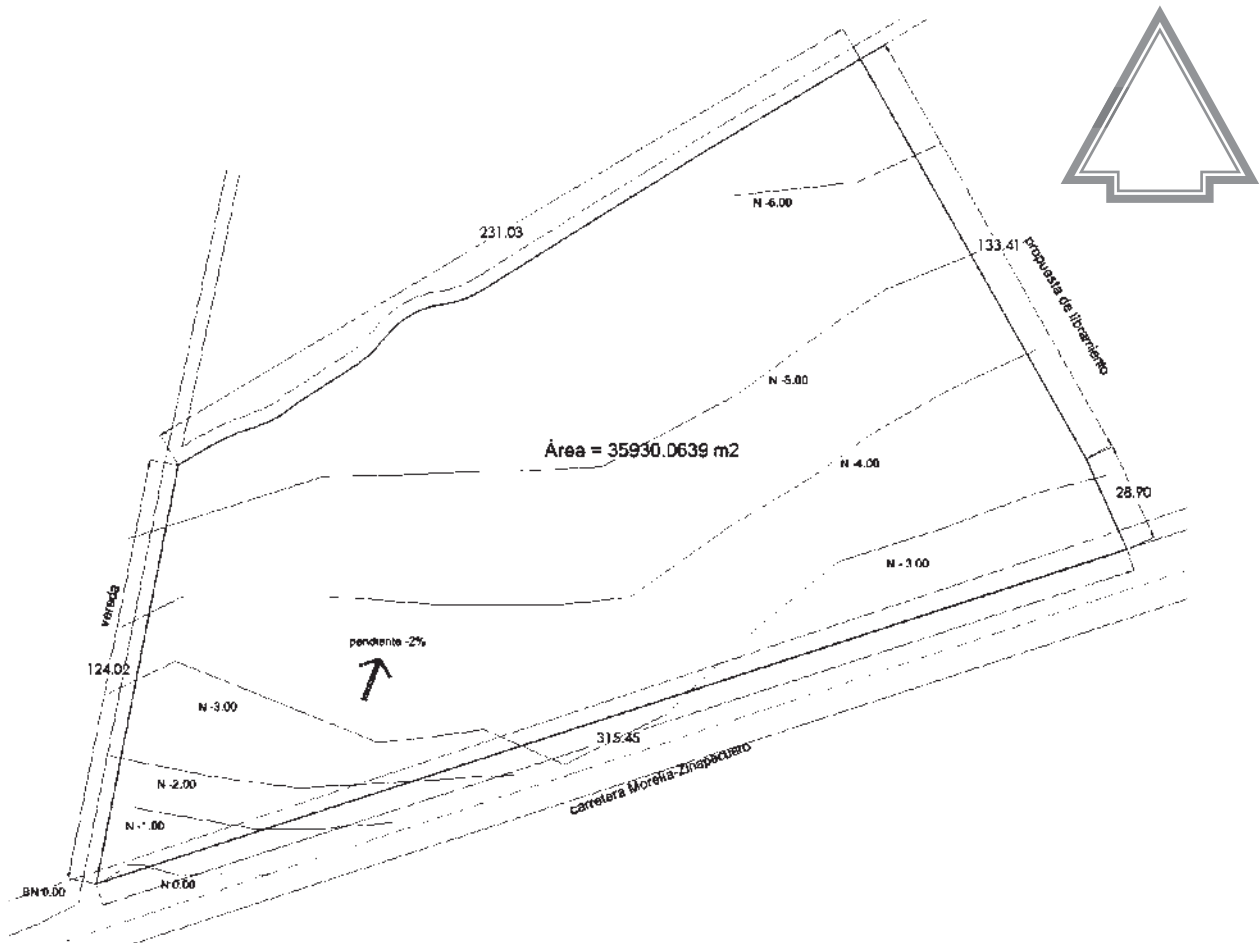 N -6.00
231.03
133.41
propuesta de libramiento
N -5.00
Área = 35930.0639 m2
N -4.00
28.90
N -3.00
vereda
pendiente -2%
124.02
N -3.00
315.45
carretera Morelia-Zinapécuaro
N -2.00
N -1.00
N 0.00
BN 0.00